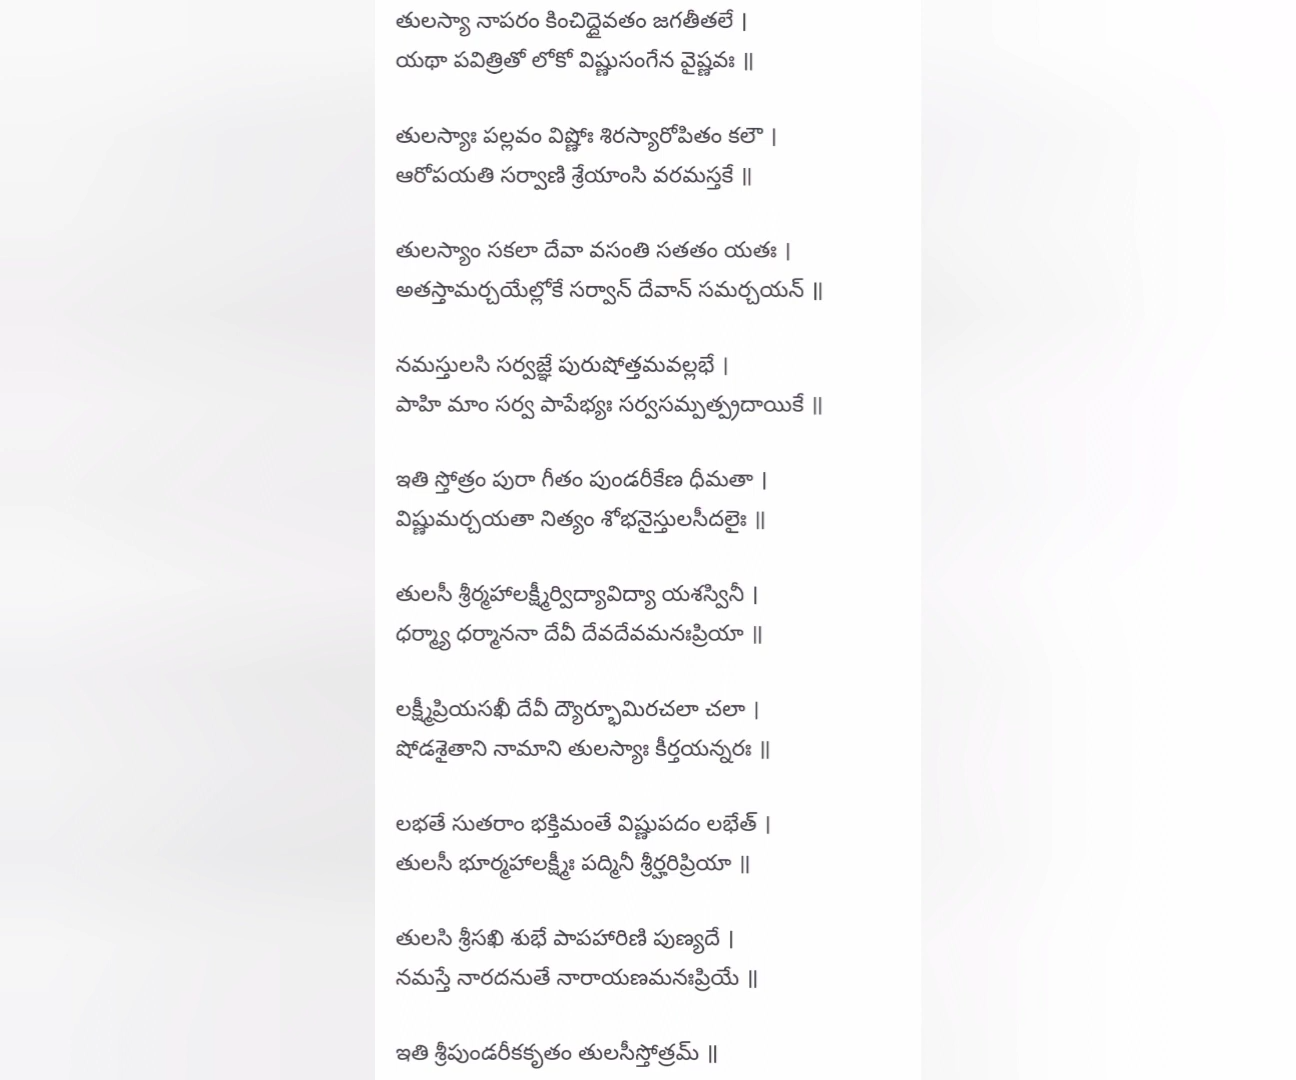 తులస్యా నాపరం కించిద్దైవతం జగతీతలే |
యథా పవిత్రితో లోకో విష్ణుసంగేన వైష్ణవః ||
తులస్యాః పల్లవం విష్ణోః శిరస్యారోపితం కలౌ |
ఆరోపయతి సర్వాణి శ్రేయాంసి వరమస్తకే ||
తులస్యాం సకలా దేవా వసంతి సతతం యతః |
అతస్తామర్చయేల్లోకే సర్వాన్ దేవాన్ సమర్చయన్ ||
నమస్తులసి సర్వజ్ఞే పురుషోత్తమవల్లభే |
పాహి మాం సర్వ పాపేభ్యః సర్వసమ్పత్ప్రదాయికే ||
ఇతి స్తోత్రం పురా గీతం పుండరీకేణ ధీమతా |
విష్ణుమర్చయతా నిత్యం శోభనైస్తులసీదలైః ||
తులసీ శ్రీర్మహాలక్ష్మీర్విద్యావిద్యా యశస్వినీ |
ధర్మ్యా ధర్మాననా దేవీ దేవదేవమనఃప్రియా ||
లక్ష్మీప్రియసఖీ దేవీ ద్యౌర్భూమిరచలా చలా |
షోడశైతాని నామాని తులస్యాః కీర్తయన్నరః ||
లభతే సుతరాం భక్తిమంతే విష్ణుపదం లభేత్ |
తులసీ భూర్మహాలక్ష్మీః పద్మినీ శ్రీర్హరిప్రియా ||
తులసి శ్రీసఖి శుభే పాపహారిణి పుణ్యదే |
నమస్తే నారదనుతే నారాయణమనఃప్రియే ||
ఇతి శ్రీపుండరీకకృతం తులసీస్తోత్రమ్ ||